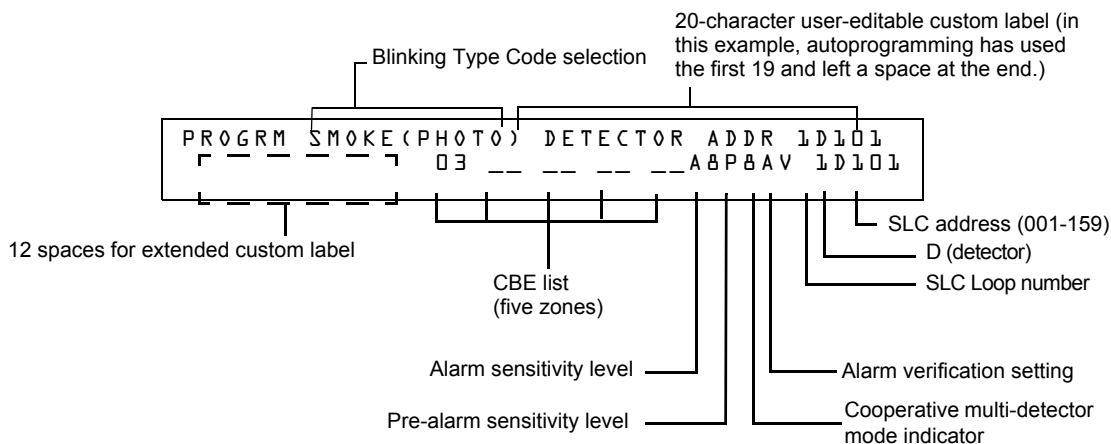 20-character user-editable custom label (in
this example, autoprogramming has used
the first 19 and left a space at the end.)
Blinking Type Code selection
PROGRM SMOKE(PHOTO) DETECTOR ADDR 1D101
03 __ __ __ __A8P8AV 1D101
12 spaces for extended custom label
CBE list
(five zones)
SLC address (001-159)
D (detector)
SLC Loop number
Alarm sensitivity level
Alarm verification setting
Pre-alarm sensitivity level
Cooperative multi-detector
mode indicator